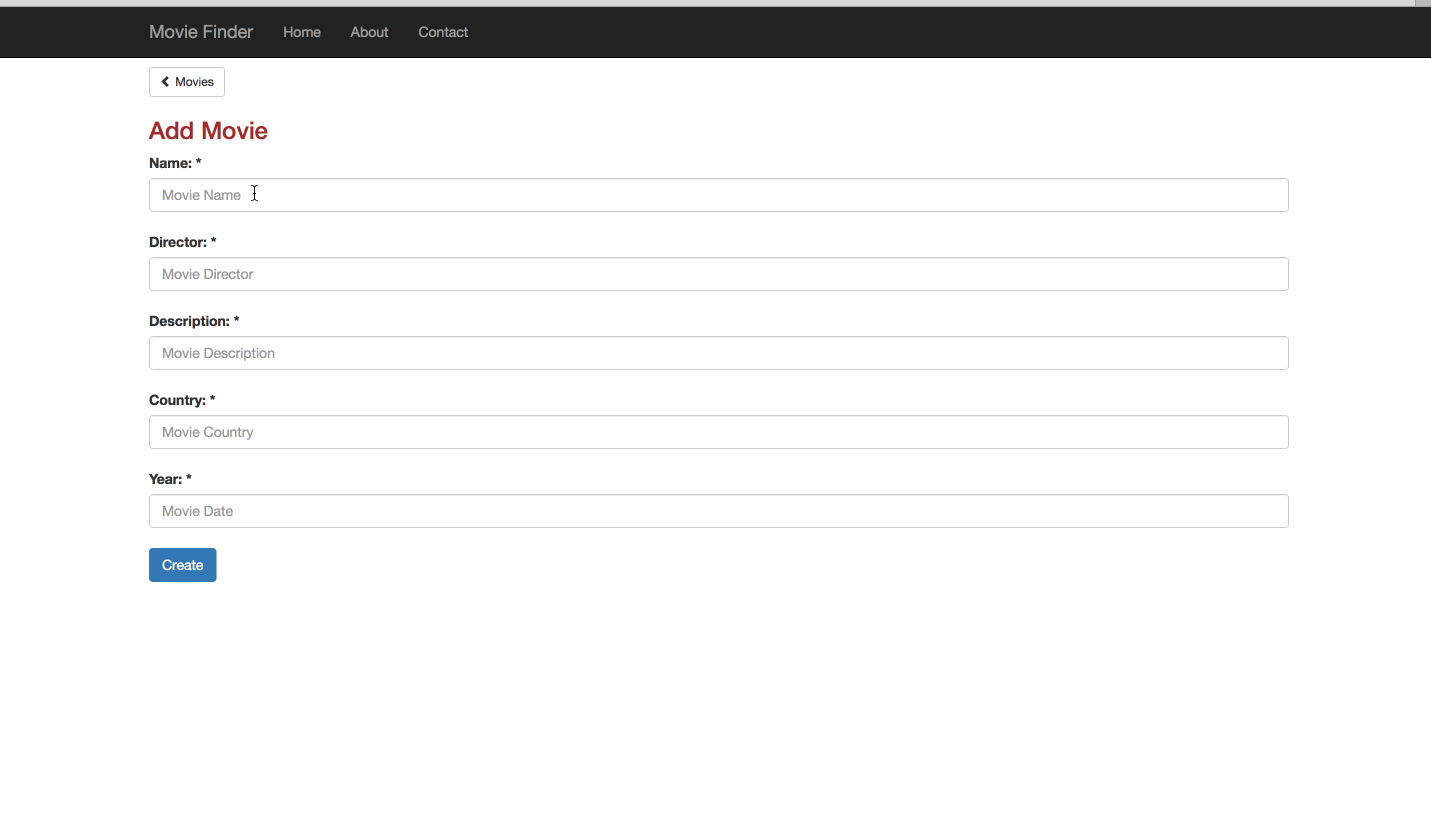 Movie Finder Home About Contact
Movies
Add Movie
Name: *
Movie Name
Director: *
Movie Director
Description: *
Movie Description
Country: *
Movie Country
Year: *
Movie Date
Create